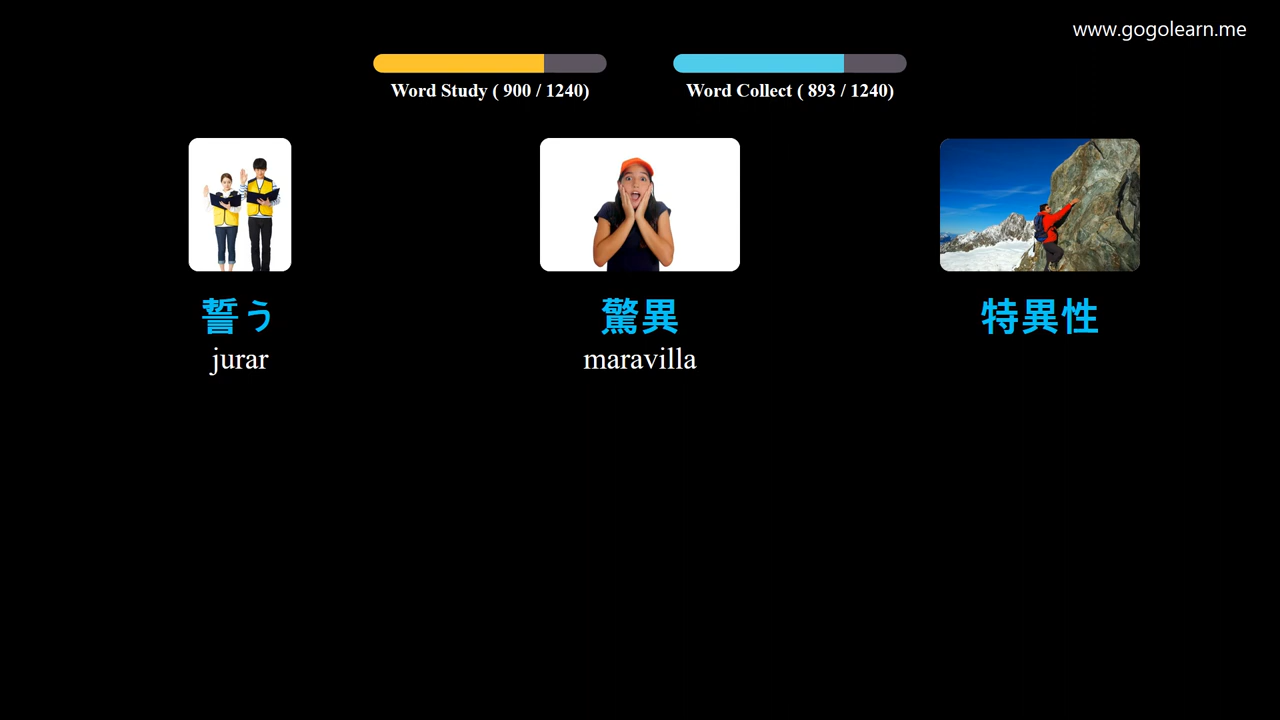 www.gogolearn.me
Word Study ( 900 / 1240)
Word Collect ( 893 / 1240)
誓う
jurar
驚異
maravilla
特異性